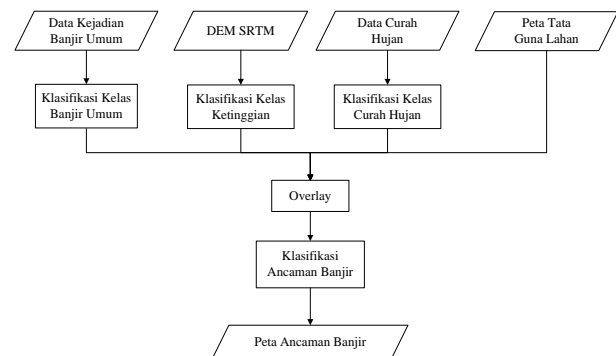 Data Kejadian
Banjir Umum
DEM SRTM
Data Curah
Hujan
Peta Tata
Guna Lahan
Klasifikasi Kelas
Banjir Umum
Klasifikasi Kelas
Ketinggian
Klasifikasi Kelas
Curah Hujan
Overlay
Klasifikasi
Ancaman Banjir
Peta Ancaman Banjir